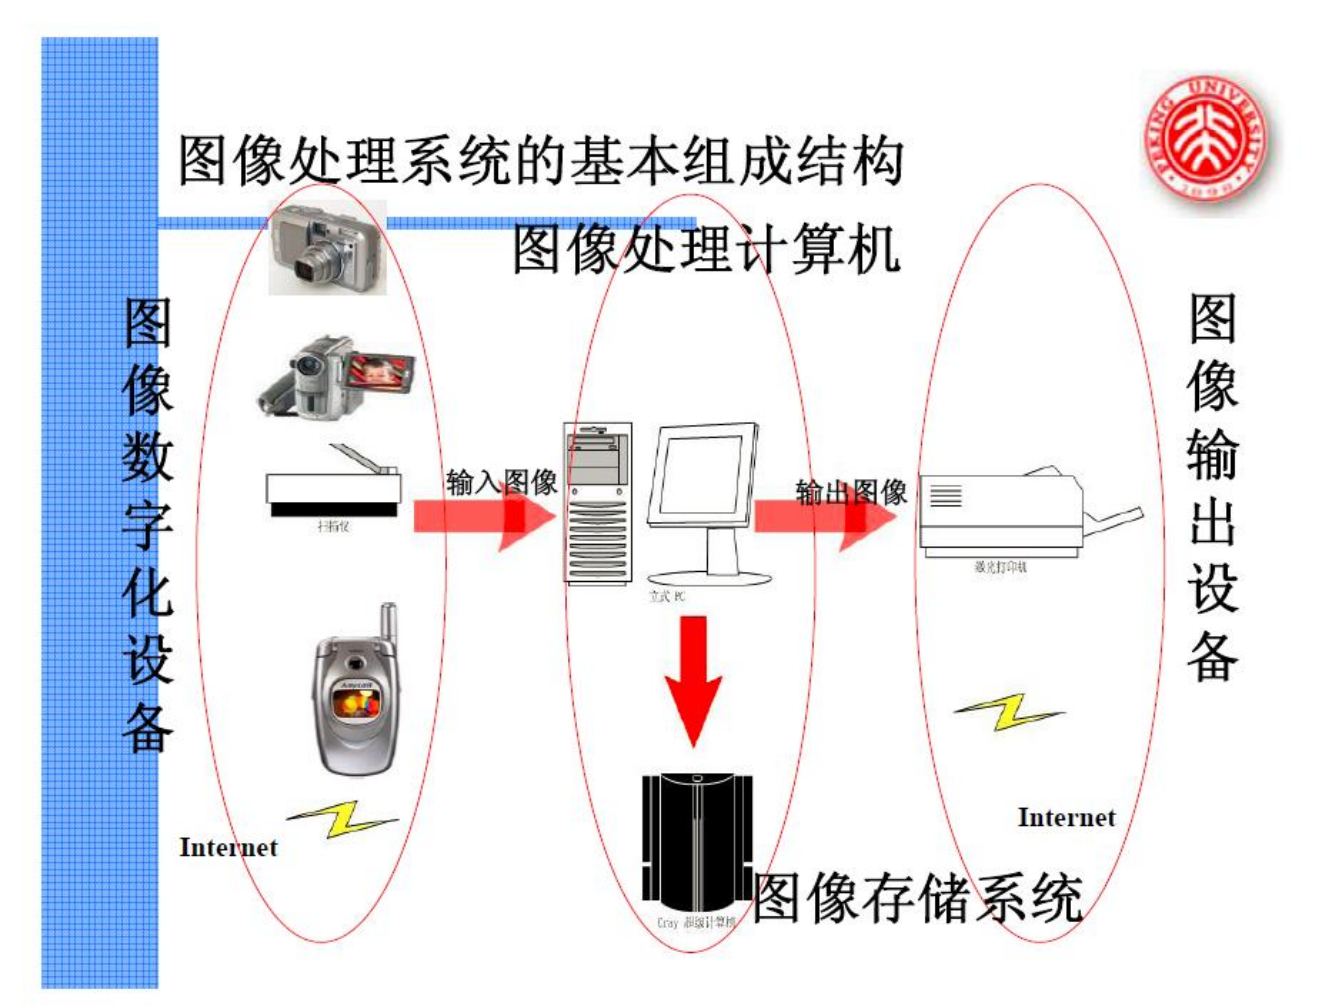 PEKING UNIVERSITY
1898
图像处理系统的基本组成结构
图像处理计算机
图像数字化设备
图像输出设备
输入图像
输出图像
扫描仪
立式 PC
激光打印机
Anycall
Internet
Internet
图像存储系统
Cray 超级计算机